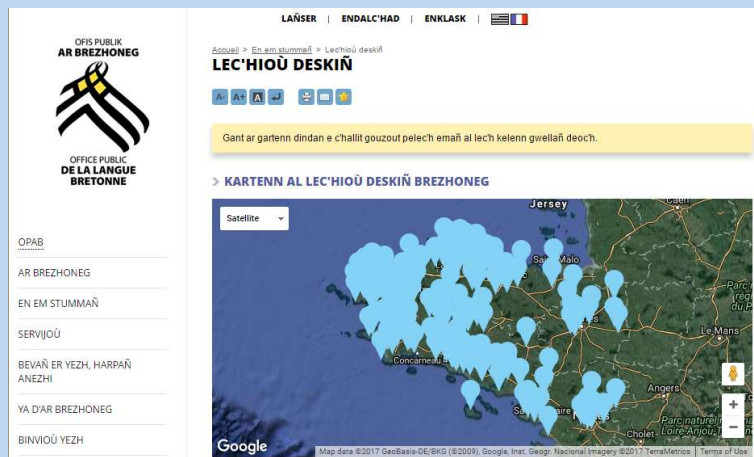 LAÑSER | ENDALC'HAD | ENKLASK |
OFIS PUBLIK
AR BREZHONEG
OFFICE PUBLIC
DE LA LANGUE
BRETONNE
OPAB
AR BREZHONEG
EN EM STUMMAÑ
SERVIJOÙ
BEVAÑ ER YEZH, HARPAÑ
ANEZHI
YA D'AR BREZHONEG
BINVIOÙ YEZH
Accueil > En em stummañ > Lec'hioù deskiñ
LEC'HIOÙ DESKIÑ
A- A+ A
Gant ar gartenn dindan e c'hallit gouzout pelec'h emañ al lec'h kelenn gwellañ deoc'h.
> KARTENN AL LEC'HIOÙ DESKIÑ BREZHONEG
Satellite
Jersey
Caen
Malo
Le Mans
Concarneau
Angers
Cholet
Parc naturel
Loire-Anjou-T
+
−
Google
Map data ©2017 GeoBasis-DE/BKG (©2009), Google, Inst. Geogr. Nacional Imagery ©2017 TerraMetrics | Terms of Use